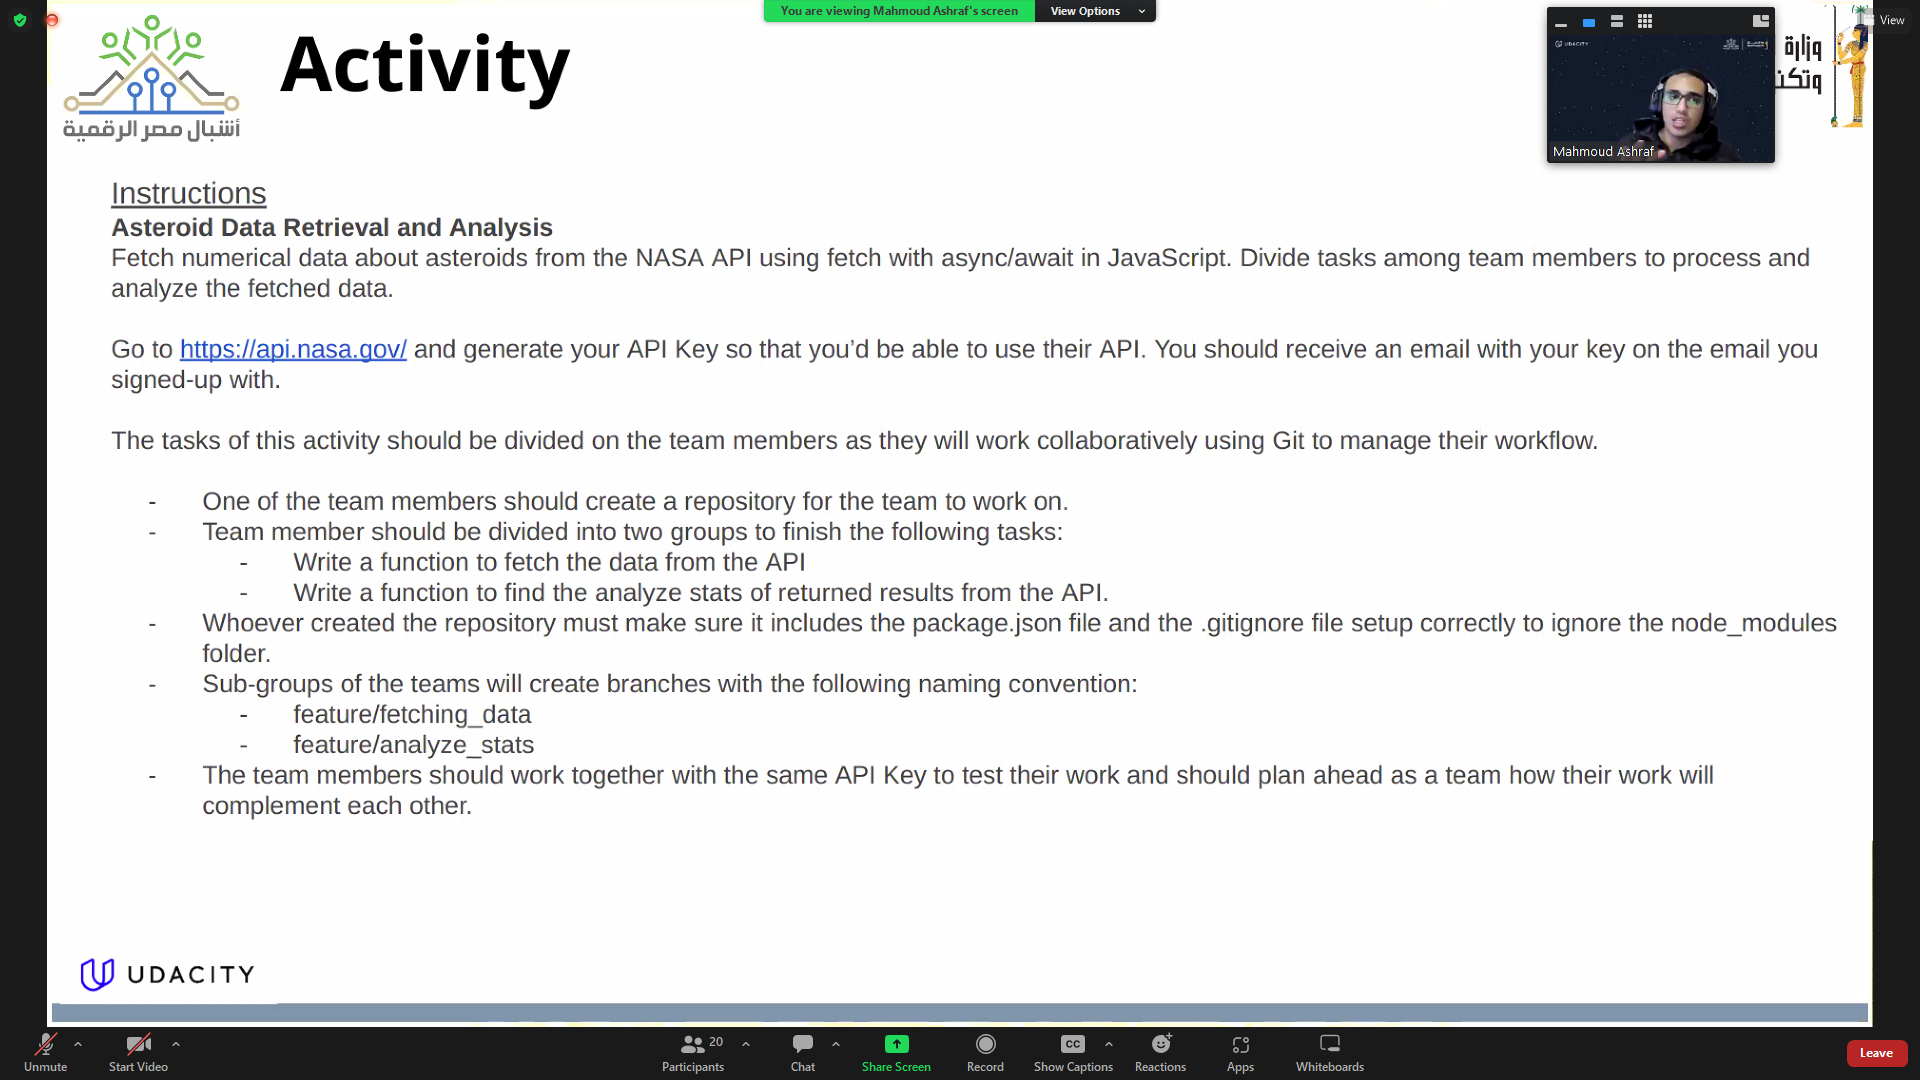 You are viewing Mahmoud Ashraf's screen
View Options
View
Activity
أشبال مصر الرقمية
UDACITY
وزارة
وتكن
Mahmoud Ashraf
Instructions
Asteroid Data Retrieval and Analysis
Fetch numerical data about asteroids from the NASA API using fetch with async/await in JavaScript. Divide tasks among team members to process and
analyze the fetched data.
Go to https://api.nasa.gov/ and generate your API Key so that you’d be able to use their API. You should receive an email with your key on the email you
signed-up with.
The tasks of this activity should be divided on the team members as they will work collaboratively using Git to manage their workflow.
- One of the team members should create a repository for the team to work on.
- Team member should be divided into two groups to finish the following tasks:
- Write a function to fetch the data from the API
- Write a function to find the analyze stats of returned results from the API.
- Whoever created the repository must make sure it includes the package.json file and the .gitignore file setup correctly to ignore the node_modules
folder.
- Sub-groups of the teams will create branches with the following naming convention:
- feature/fetching_data
- feature/analyze_stats
- The team members should work together with the same API Key to test their work and should plan ahead as a team how their work will
complement each other.
UDACITY
Unmute
Start Video
20
Participants
Chat
Share Screen
Record
CC
Show Captions
Reactions
Apps
Whiteboards
Leave